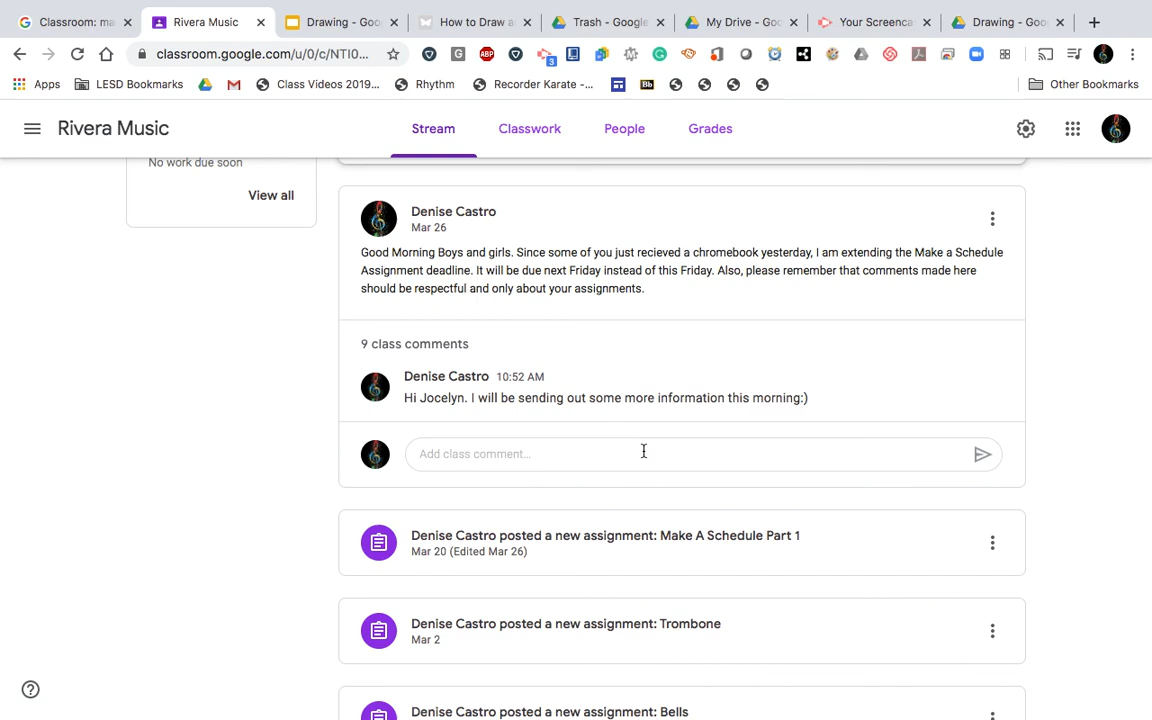 Classroom: ma
Rivera Music
Drawing - Goo
How to Draw a
Trash - Google
My Drive - Goo
Your Screenca
Drawing - Goo
classroom.google.com/u/0/c/NTI0...
3
Apps
LESD Bookmarks
Class Videos 2019...
Rhythm
Recorder Karate -...
Bb
Other Bookmarks
Rivera Music
Stream
Classwork
People
Grades
No work due soon
View all
Denise Castro
Mar 26
Good Morning Boys and girls. Since some of you just recieved a chromebook yesterday, I am extending the Make a Schedule
Assignment deadline. It will be due next Friday instead of this Friday. Also, please remember that comments made here
should be respectful and only about your assignments.
9 class comments
Denise Castro 10:52 AM
Hi Jocelyn. I will be sending out some more information this morning:)
Add class comment...
Denise Castro posted a new assignment: Make A Schedule Part 1
Mar 20 (Edited Mar 26)
Denise Castro posted a new assignment: Trombone
Mar 2
Denise Castro posted a new assignment: Bells